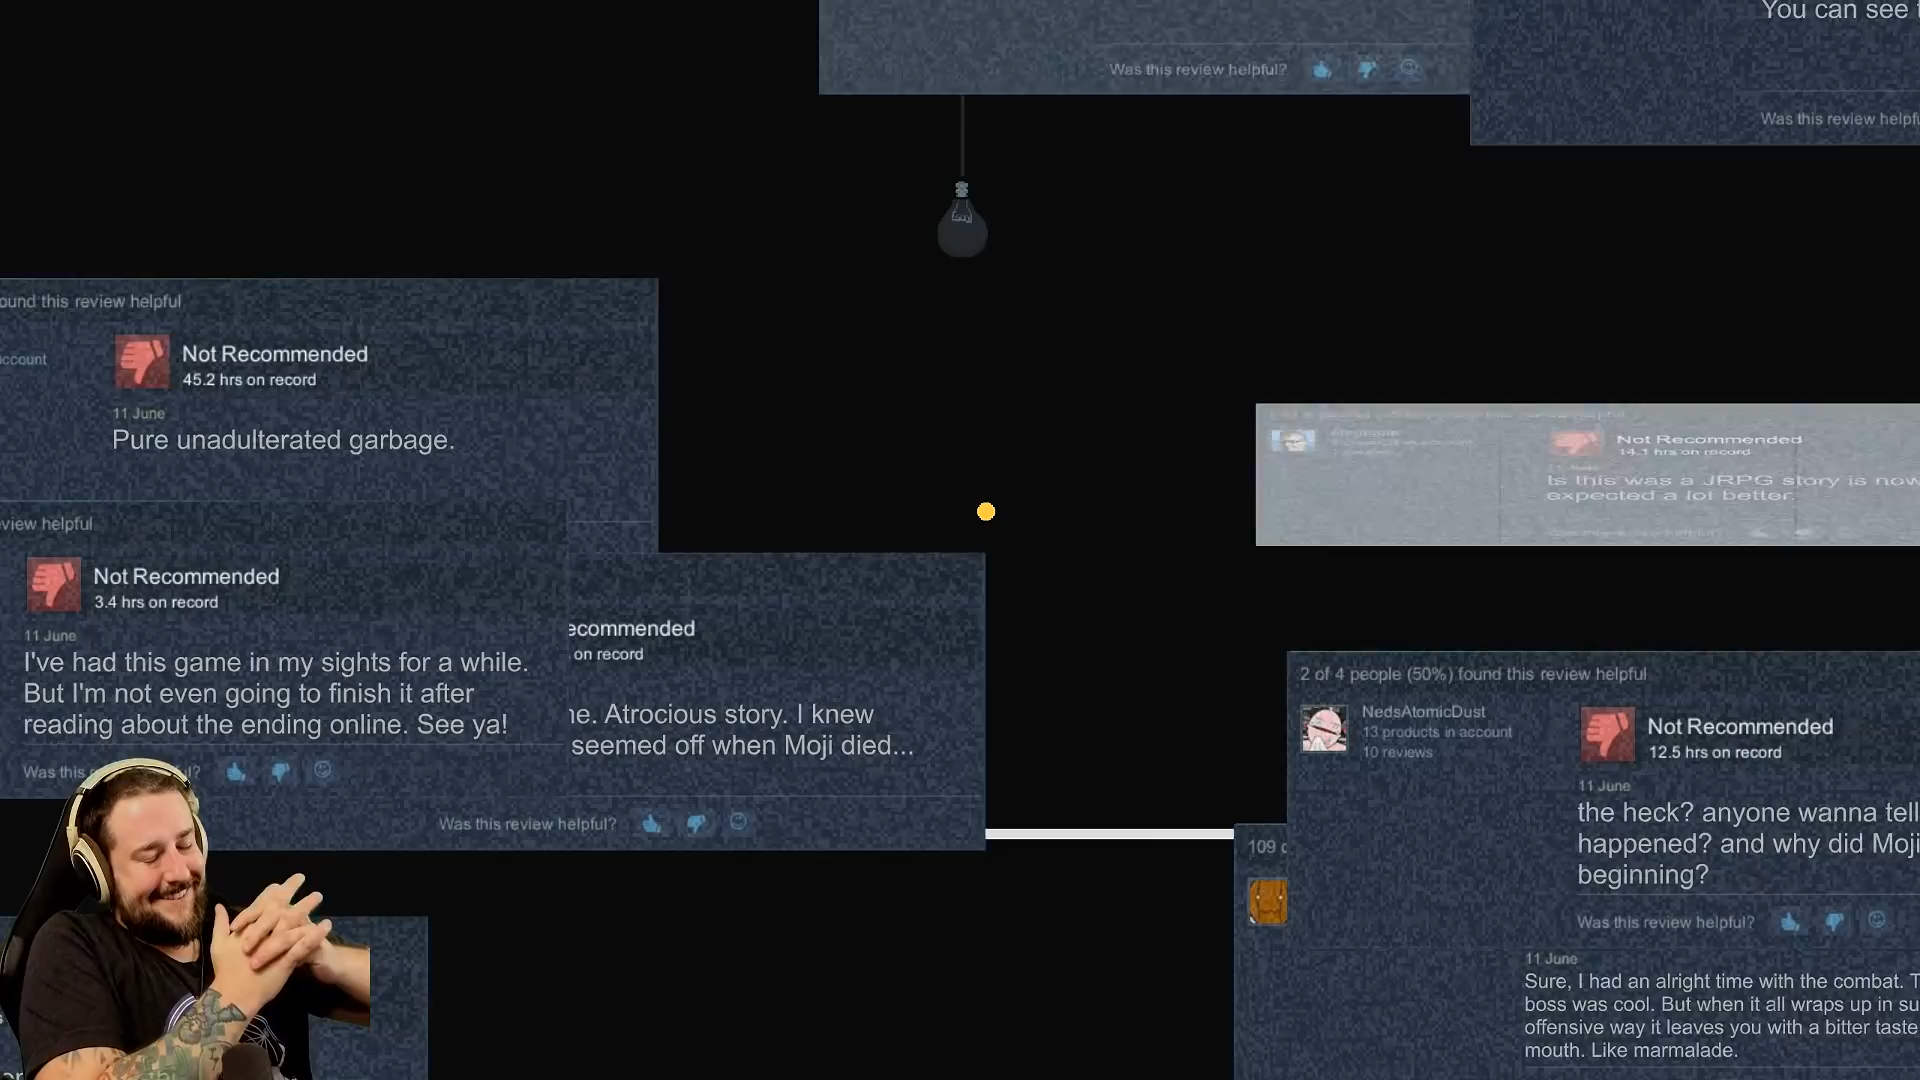 You can see t
Was this review helpful?
Was this review helpfu
ound this review helpful
account
Not Recommended
45.2 hrs on record
11 June
Pure unadulterated garbage.
Not Recommended
14.1 hrs on record
Is this was a JRPG story is now
expected a lot better.
eview helpful
Not Recommended
3.4 hrs on record
11 June
I've had this game in my sights for a while.
But I'm not even going to finish it after
reading about the ending online. See ya!
Was this
l?
ecommended
on record
ne. Atrocious story. I knew
seemed off when Moji died...
Was this review helpful?
2 of 4 people (50%) found this review helpful
NedsAtomicDust
13 products in account
10 reviews
Not Recommended
12.5 hrs on record
11 June
the heck? anyone wanna tell
happened? and why did Moji
beginning?
Was this review helpful?
109 o
11 June
Sure, I had an alright time with the combat. T
boss was cool. But when it all wraps up in su
offensive way it leaves you with a bitter taste
mouth. Like marmalade.